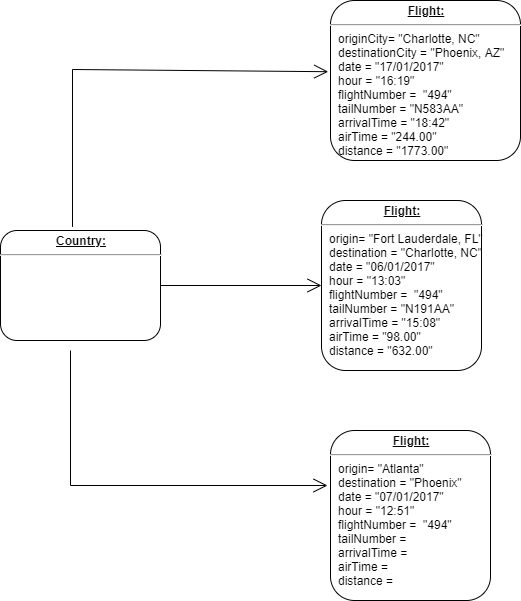 Flight:
originCity= "Charlotte, NC"
destinationCity = "Phoenix, AZ"
date = "17/01/2017"
hour = "16:19"
flightNumber =  "494"
tailNumber = "N583AA"
arrivalTime = "18:42"
airTime = "244.00"
distance = "1773.00"
Country:
Flight:
origin= "Fort Lauderdale, FL"
destination = "Charlotte, NC"
date = "06/01/2017"
hour = "13:03"
flightNumber =  "494"
tailNumber = "N191AA"
arrivalTime = "15:08"
airTime = "98.00"
distance = "632.00"
Flight:
origin= "Atlanta"
destination = "Phoenix"
date = "07/01/2017"
hour = "12:51"
flightNumber =  "494"
tailNumber =
arrivalTime =
airTime =
distance =